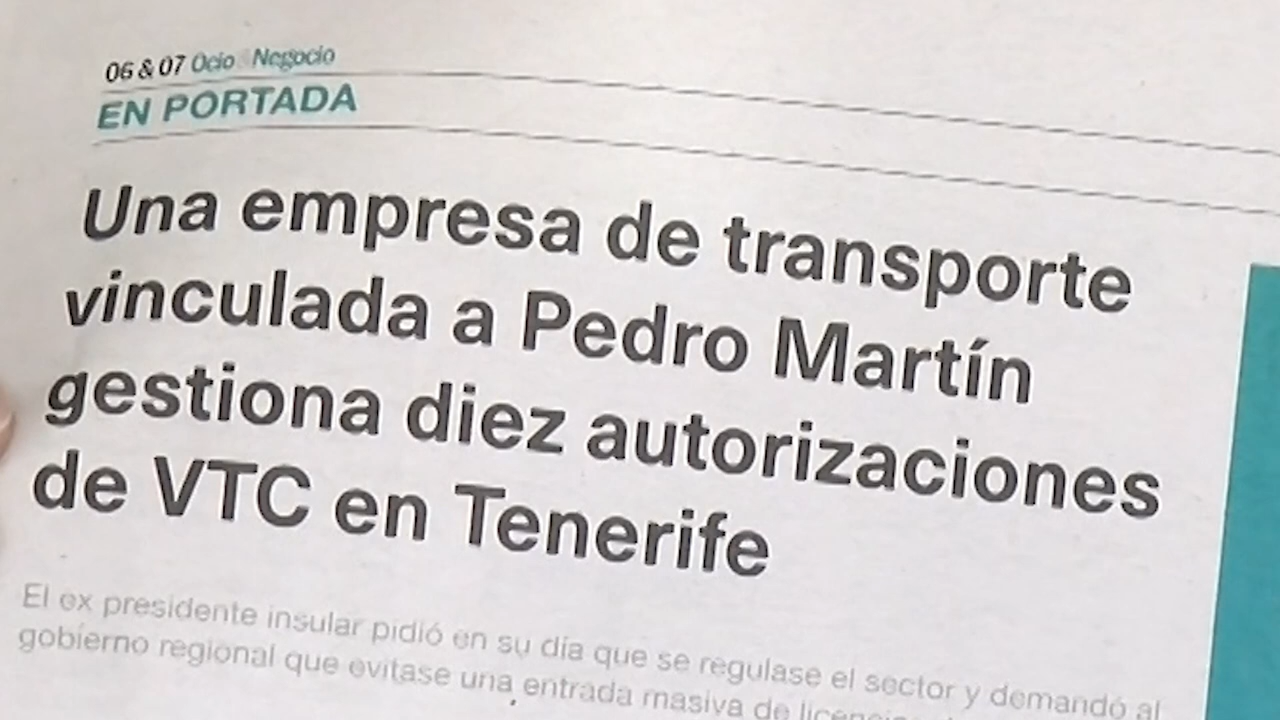 06 & 07 Ocio & Negocio
EN PORTADA
Una empresa de transporte
vinculada a Pedro Martín
gestiona diez autorizaciones
de VTC en Tenerife
El ex presidente insular pidió en su día que se regulase el sector y demandó al
gobierno regional que evitase una entrada masiva de